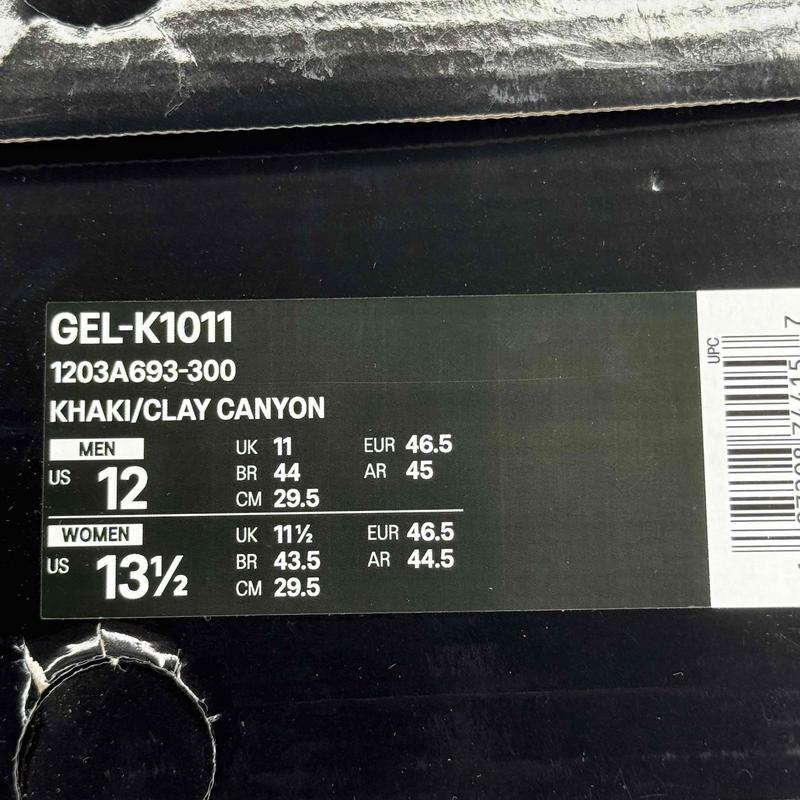 GEL-K1011
1203A693-300
KHAKI/CLAY CANYON
MEN
US 12
UK 11 EUR 46.5
BR 44 AR 45
CM 29.5
WOMEN
US 13½
UK 11½ EUR 46.5
BR 43.5 AR 44.5
CM 29.5
UPC
7